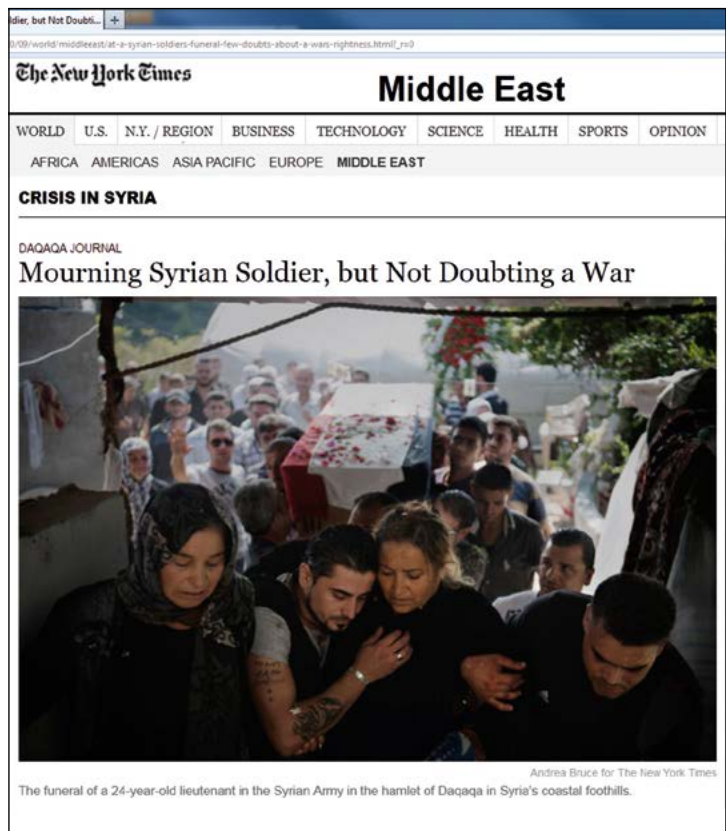 ldier, but Not Doubti...
0/09/world/middleeast/at-a-syrian-soldiers-funeral-few-doubts-about-a-wars-rightness.html?_r=0
The New York Times
Middle East
WORLD U.S. N.Y. / REGION BUSINESS TECHNOLOGY SCIENCE HEALTH SPORTS OPINION
AFRICA AMERICAS ASIA PACIFIC EUROPE MIDDLE EAST
CRISIS IN SYRIA
DAQAQA JOURNAL
Mourning Syrian Soldier, but Not Doubting a War
Andrea Bruce for The New York Times
The funeral of a 24-year-old lieutenant in the Syrian Army in the hamlet of Daqaqa in Syria's coastal foothills.